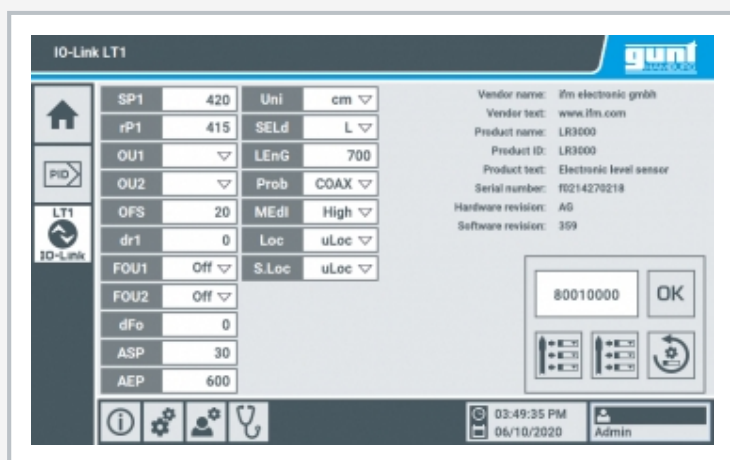 IO-Link LT1
gunt
HAMBURG
SP1 420 Uni cm
rP1 415 SELd L
OU1 LEnG 700
OU2 Prob COAX
OFS 20 MEdI High
dr1 0 Loc uLoc
FOU1 Off S.Loc uLoc
FOU2 Off
dFo 0
ASP 30
AEP 600
PID
LT1
IO-Link
Vendor name: ifm electronic gmbh
Vendor text: www.ifm.com
Product name: LR3000
Product ID: LR3000
Product text: Electronic level sensor
Serial number: f0214270218
Hardware revision: AG
Software revision: 359
80010000 OK
03:49:35 PM
06/10/2020
Admin